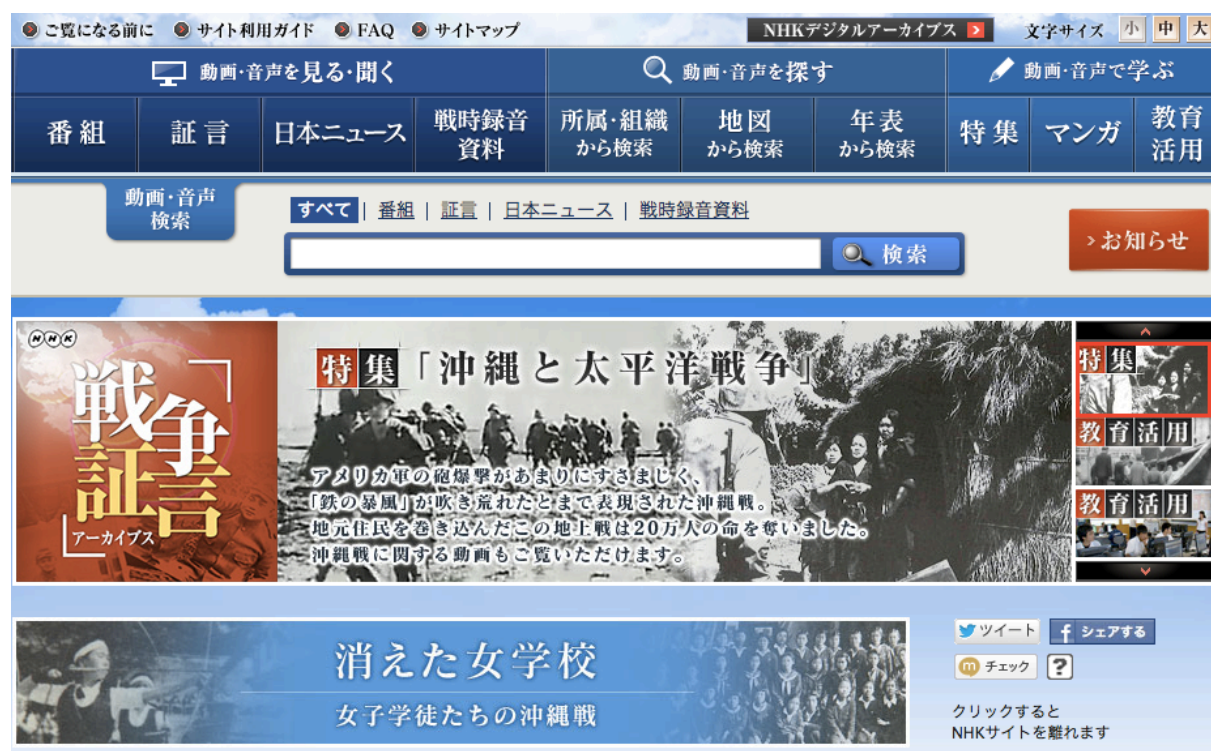 ご覧になる前に サイト利用ガイド FAQ サイトマップ NHKデジタルアーカイブス 文字サイズ 小 中 大
動画・音声を見る・聞く 動画・音声を探す 動画・音声で学ぶ
番組 証言 日本ニュース 戦時録音資料 所属・組織から検索 地図から検索 年表から検索 特集 マンガ 教育活用
動画・音声
検索
すべて | 番組 | 証言 | 日本ニュース | 戦時録音資料
検索
›お知らせ
NHK
戦争
証言
アーカイブス
特集「沖縄と太平洋戦争」
アメリカ軍の砲爆撃があまりにすさまじく、
「鉄の暴風」が吹き荒れたとまで表現された沖縄戦。
地元住民を巻き込んだこの地上戦は20万人の命を奪いました。
沖縄戦に関する動画もご覧いただけます。
特集
教育活用
教育活用
消えた女学校
女子学徒たちの沖縄戦
ツイート f シェアする
m チェック ?
クリックすると
NHKサイトを離れます